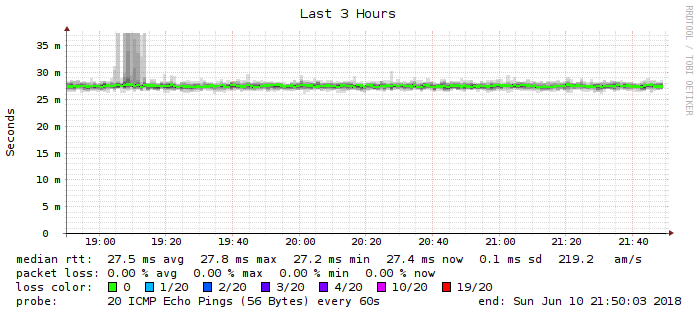 Last 3 Hours
RRDTOOL / TOBI OETIKER
Seconds
35 m
30 m
25 m
20 m
15 m
10 m
5 m
0
19:00 19:20 19:40 20:00 20:20 20:40 21:00 21:20 21:40
median rtt: 27.5 ms avg 27.8 ms max 27.2 ms min 27.4 ms now 0.1 ms sd 219.2 am/s
packet loss: 0.00 % avg 0.00 % max 0.00 % min 0.00 % now
loss color: 0 1/20 2/20 3/20 4/20 10/20 19/20
probe: 20 ICMP Echo Pings (56 Bytes) every 60s end: Sun Jun 10 21:50:03 2018